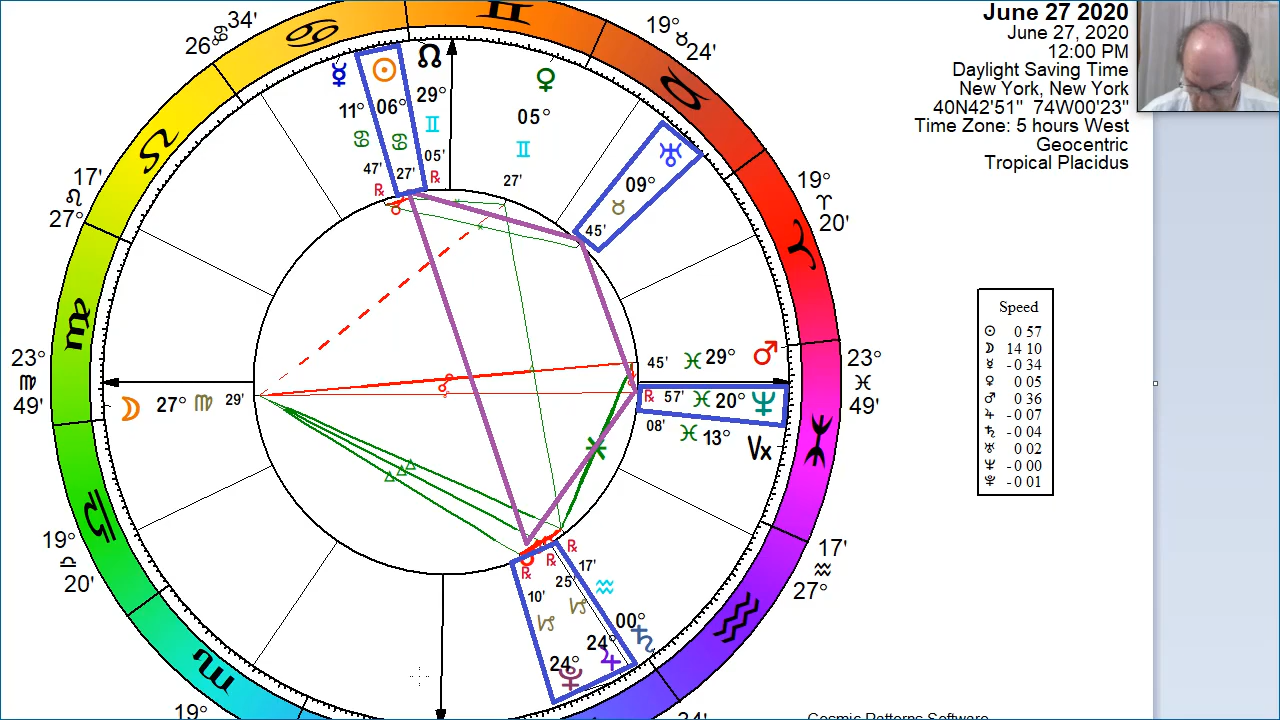 June 27 2020
June 27, 2020
12:00 PM
Daylight Saving Time
New York, New York
40N42'51" 74W00'23"
Time Zone: 5 hours West
Geocentric
Tropical Placidus
26° ♋ 34'
♋
♊
19° ♉ 24'
♉
19° ♈ 20'
♈
23° ♓ 49'
♓
17' ♒ 27°
♒
24'
19°
♏
19° ♎ 20'
♎
23° ♍ 49'
♍
17' ♌ 27°
♌
☿ 11° ♋ 47' ℞
☉ 06° ♋ 27'
☊ 29° ♊ 05' ℞
♀ 05° ♊ 27'
♅ 09° ♉ 45'
45' ♓ 29° ♂
℞ 57' ♓ 20° ♆
08' ♓ 13° Vx
☽ 27° ♍ 29'
℞ 17' ♒ 00° ♄
℞ 25' ♑ 24° ♃
℞ 10' ♑ 24° ♇
Speed
☉ 0 57
☽ 14 10
☿ -0 34
♀ 0 05
♂ 0 36
♃ -0 07
♄ -0 04
♅ 0 02
♆ -0 00
♇ -0 01
Cosmic Patterns Software